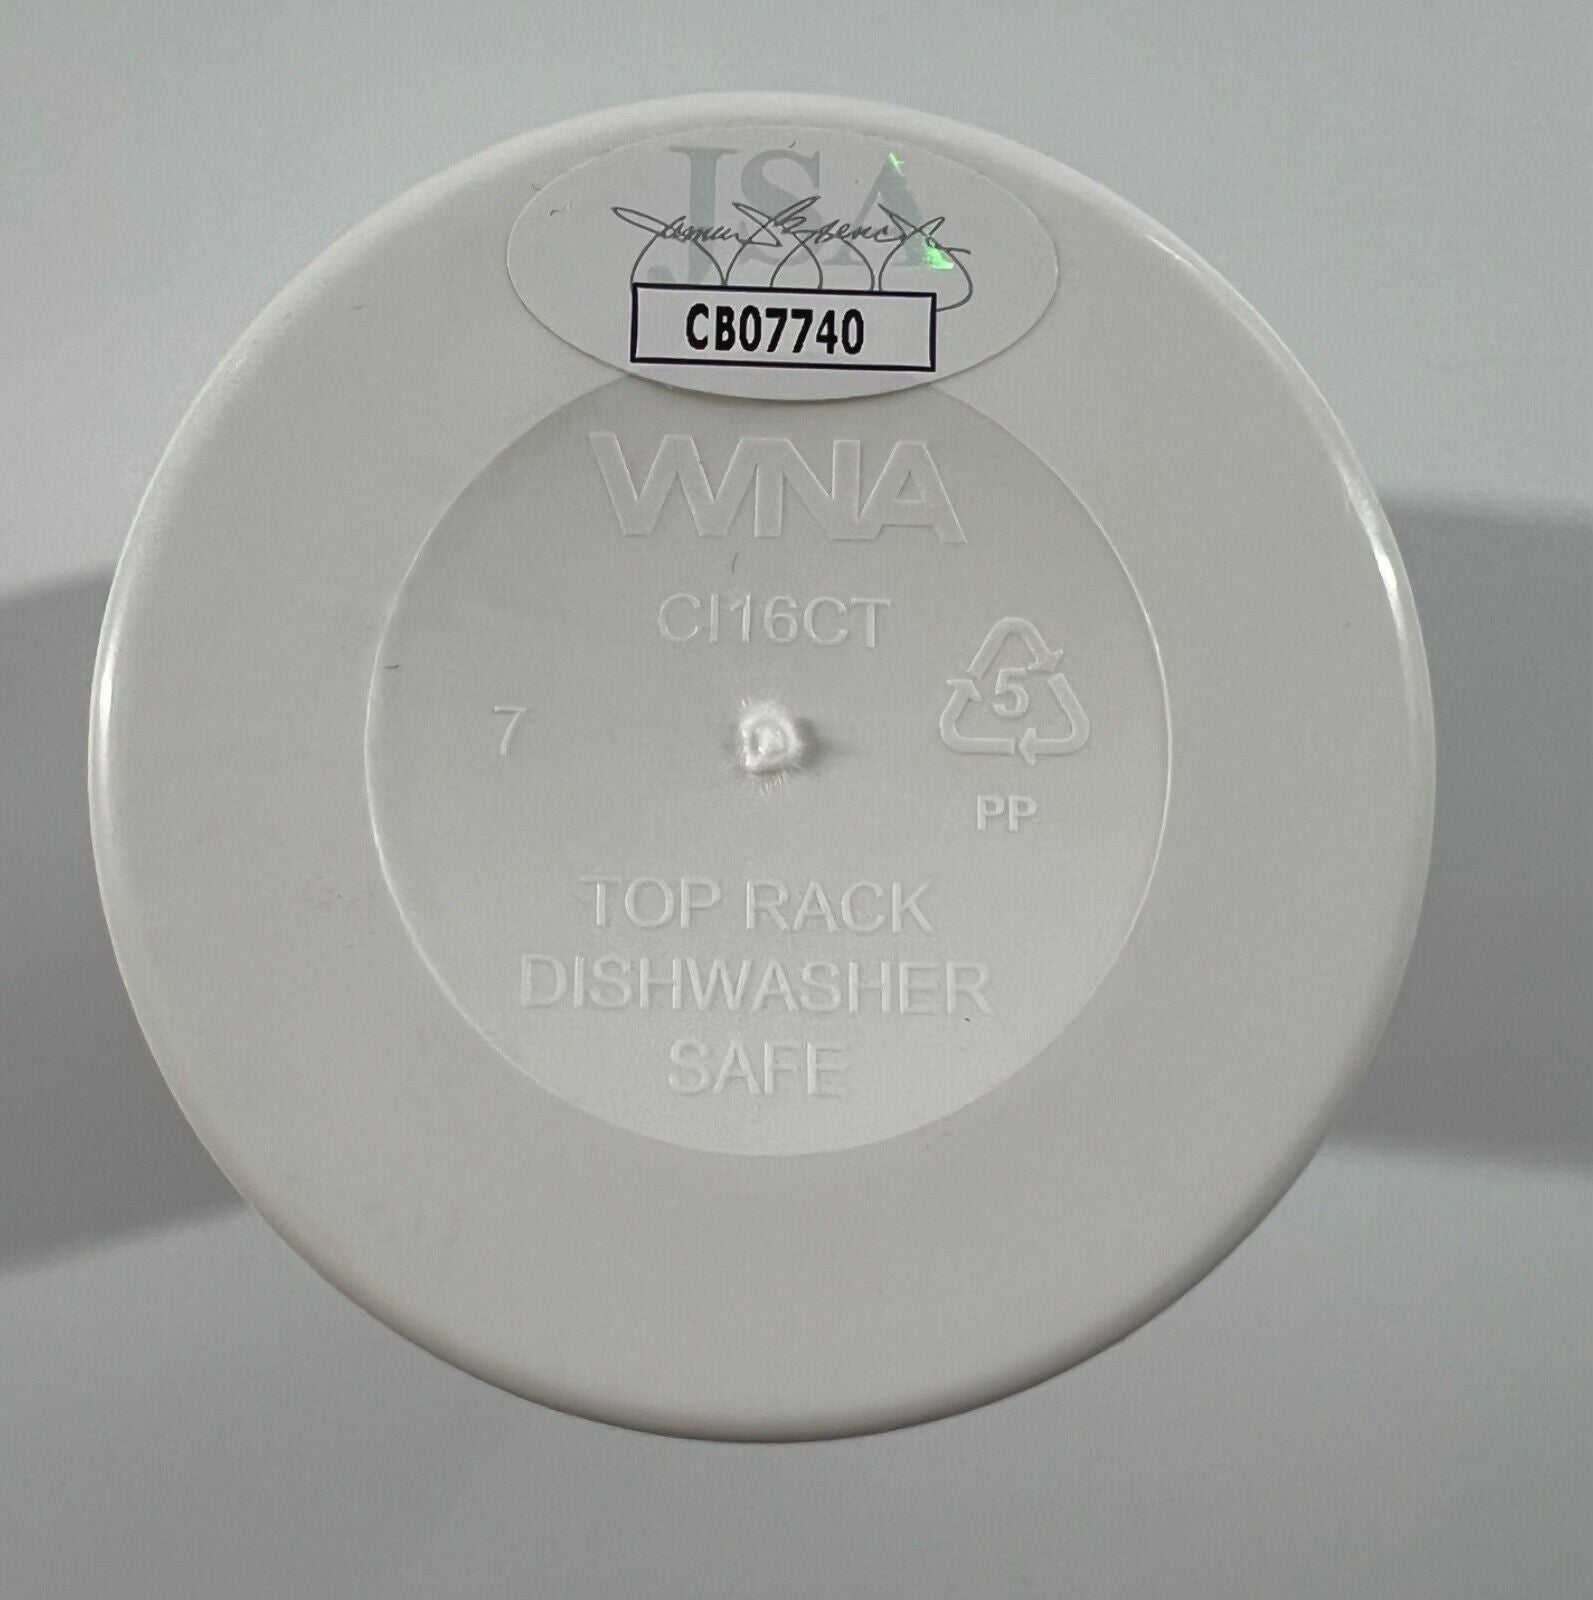 JSA
CB07740
WNA
CI16CT
7
5
PP
TOP RACK
DISHWASHER
SAFE